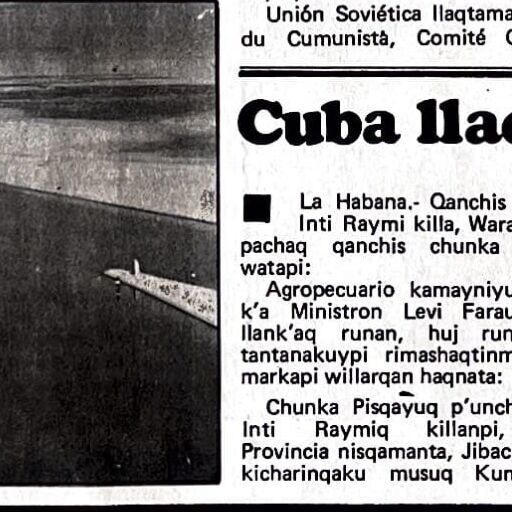 Unión Soviética llaqtama
du Cumunistà, Comité C
Cuba llaq
La Habana.- Qanchis
Inti Raymi killa, Wara
pachaq qanchis chunka
watapi:
Agropecuario kamayniyu
k'a Ministron Levi Farau
llank'aq runan, huj run
tantanakuypi rimashaqtinm
markapi willarqan haqnata:
Chunka Pisqayuq p'unch
Inti Raymiq killanpi,
Provincia nisqamanta, Jibac
kicharinqaku musuq Kun